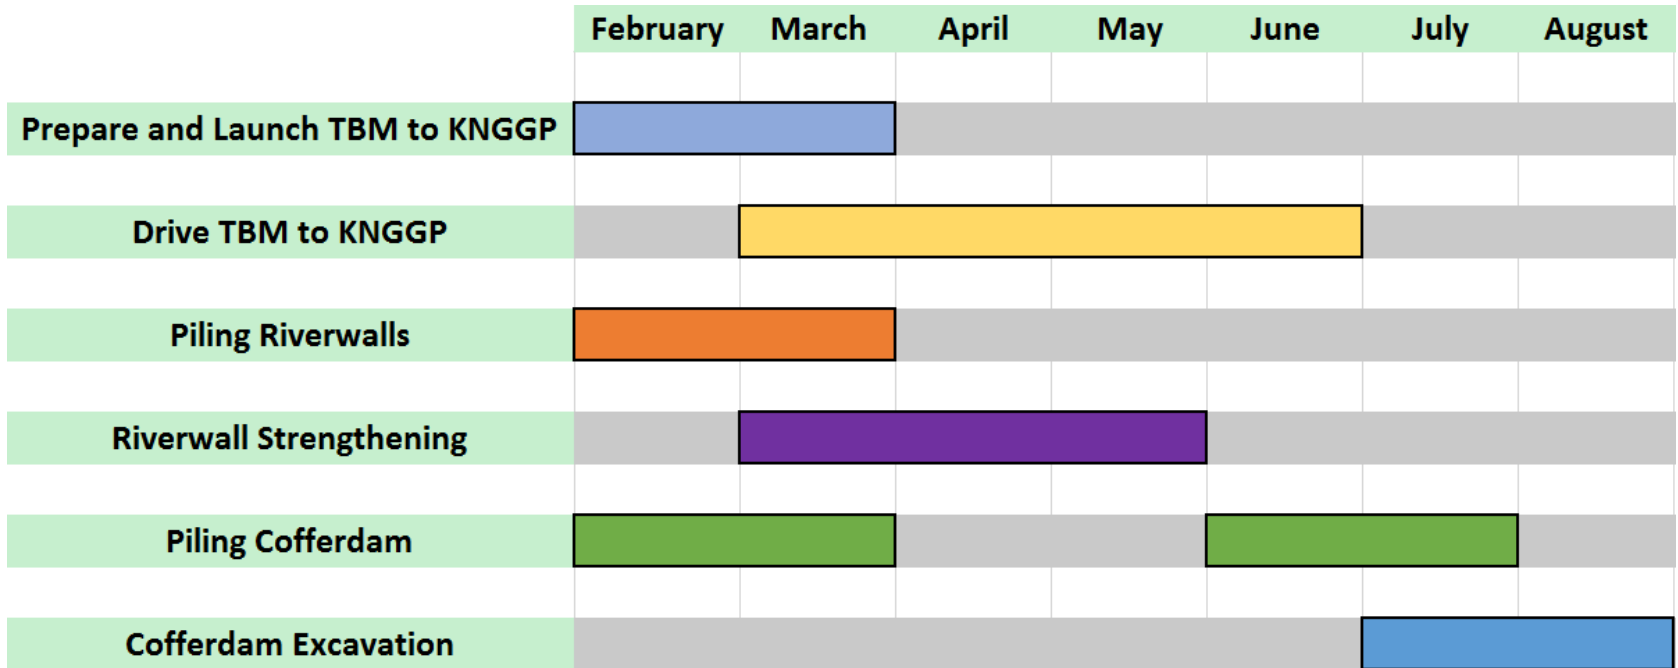 February March April May June July August
Prepare and Launch TBM to KNGGP
Drive TBM to KNGGP
Piling Riverwalls
Riverwall Strengthening
Piling Cofferdam
Cofferdam Excavation